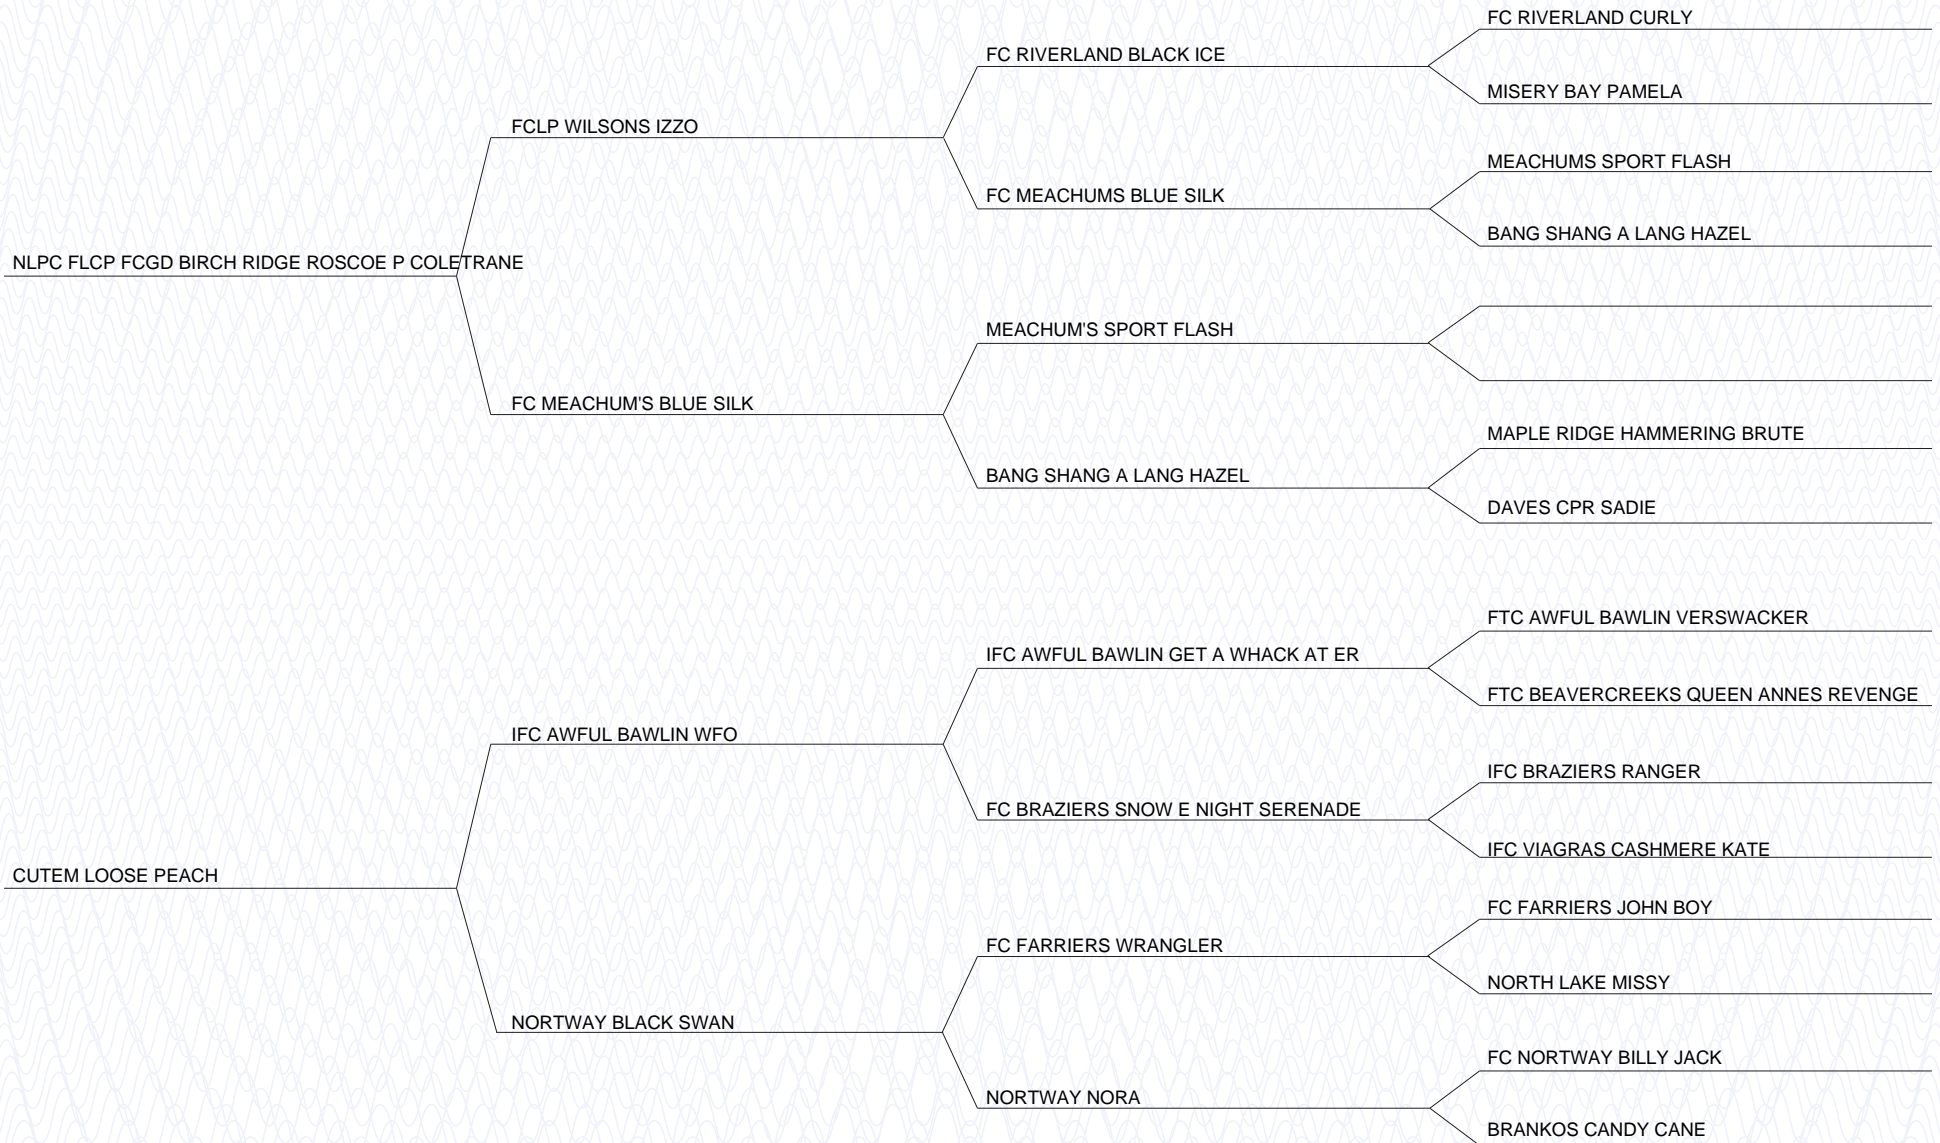 FC RIVERLAND CURLY
FC RIVERLAND BLACK ICE
MISERY BAY PAMELA
FCLP WILSONS IZZO
MEACHUMS SPORT FLASH
FC MEACHUMS BLUE SILK
BANG SHANG A LANG HAZEL
NLPC FLCP FCGD BIRCH RIDGE ROSCOE P COLETRANE
MEACHUM'S SPORT FLASH
FC MEACHUM'S BLUE SILK
MAPLE RIDGE HAMMERING BRUTE
BANG SHANG A LANG HAZEL
DAVES CPR SADIE
FTC AWFUL BAWLIN VERSWACKER
IFC AWFUL BAWLIN GET A WHACK AT ER
FTC BEAVERCREEKS QUEEN ANNES REVENGE
IFC AWFUL BAWLIN WFO
IFC BRAZIERS RANGER
FC BRAZIERS SNOW E NIGHT SERENADE
IFC VIAGRAS CASHMERE KATE
CUTEM LOOSE PEACH
FC FARRIERS JOHN BOY
FC FARRIERS WRANGLER
NORTH LAKE MISSY
NORTWAY BLACK SWAN
FC NORTWAY BILLY JACK
NORTWAY NORA
BRANKOS CANDY CANE